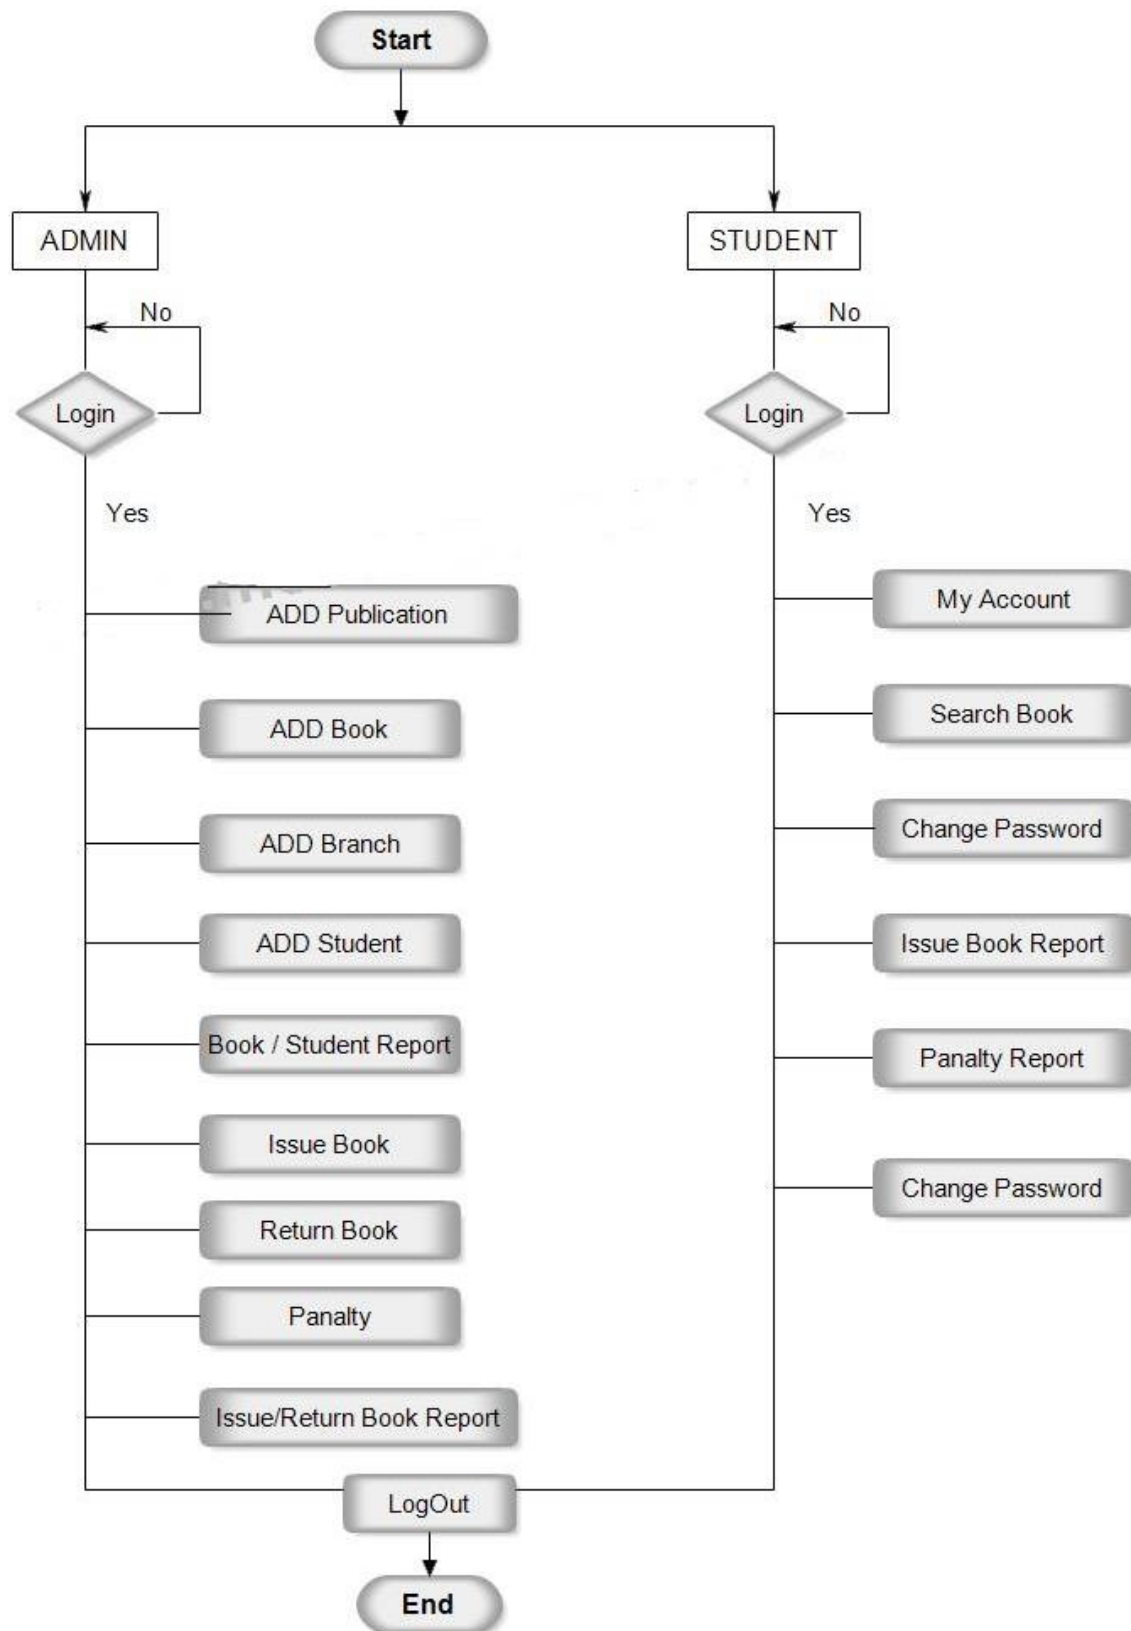 Start
ADMIN
STUDENT
No
No
Login
Login
Yes
Yes
ADD Publication
ADD Book
ADD Branch
ADD Student
Book / Student Report
Issue Book
Return Book
Panalty
Issue/Return Book Report
My Account
Search Book
Change Password
Issue Book Report
Panalty Report
Change Password
LogOut
End